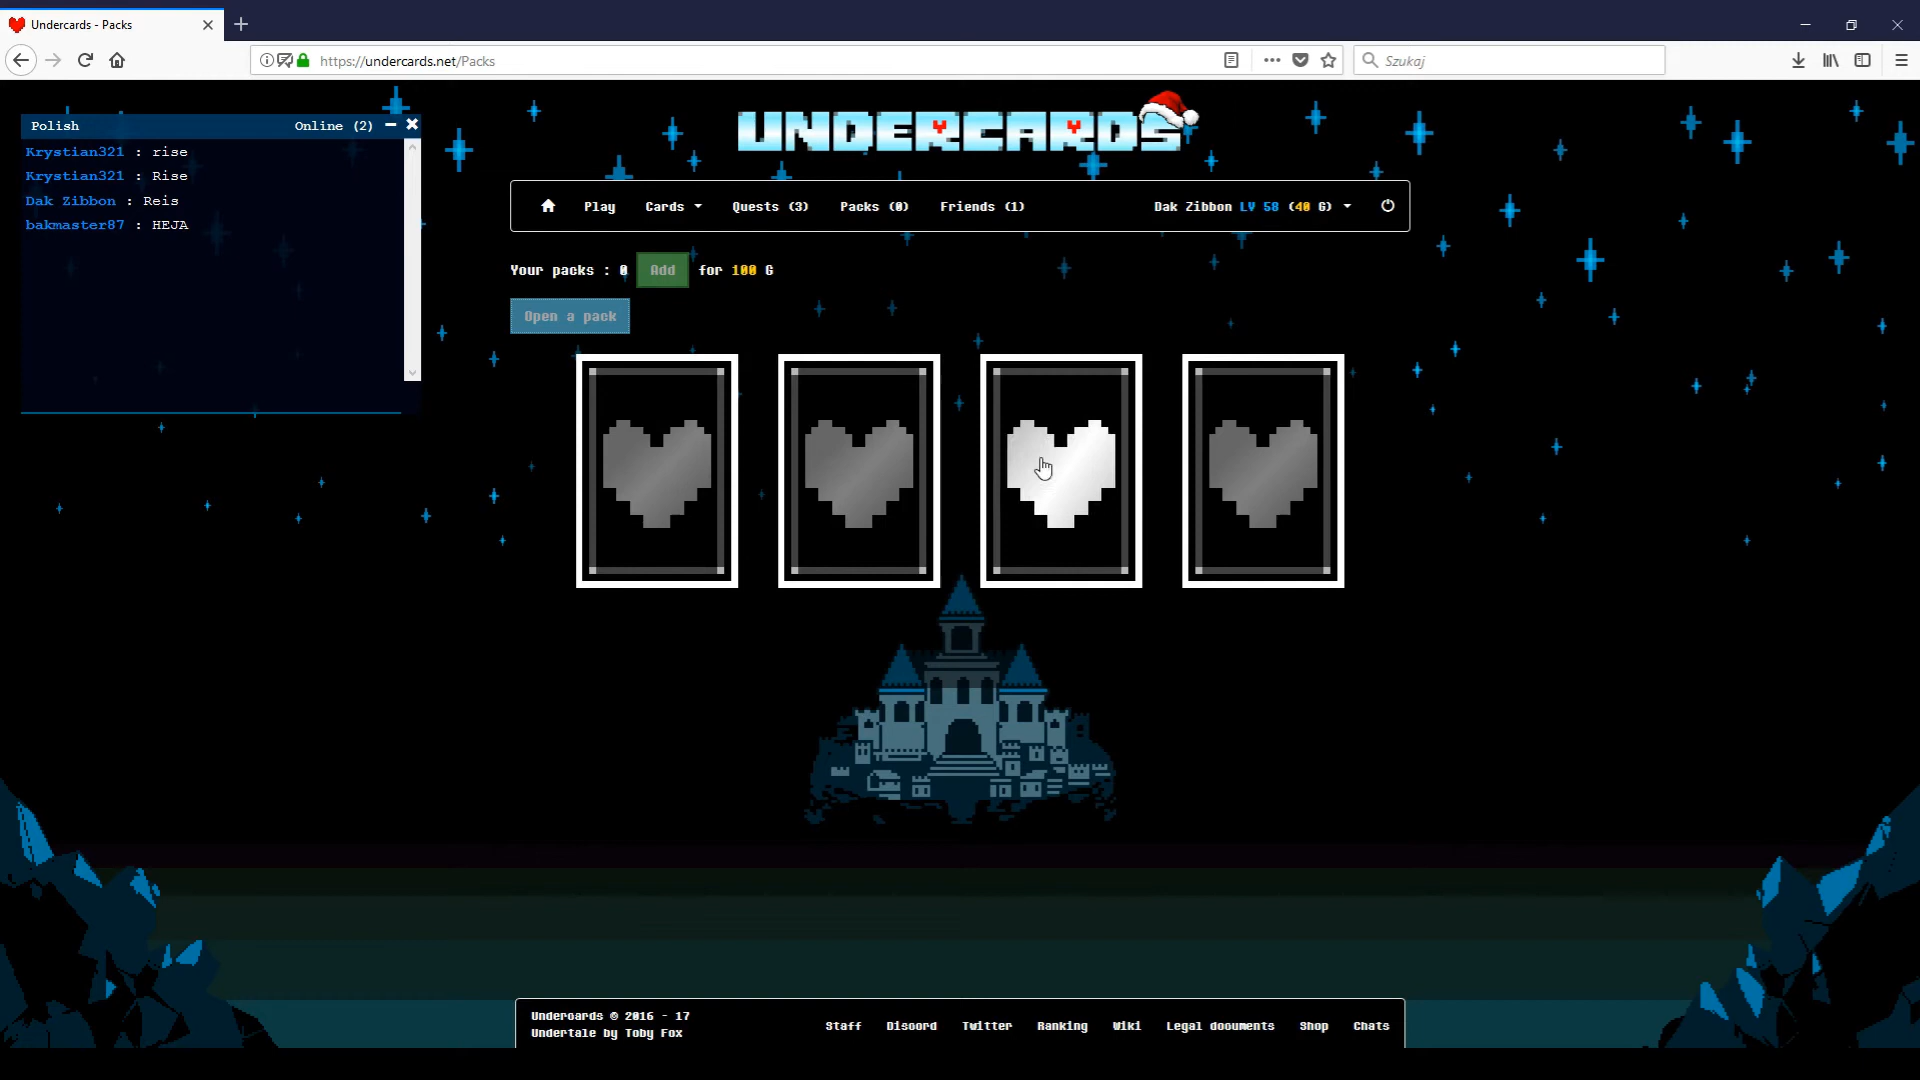 Undercards - Packs
https://undercards.net/Packs
Szukaj
Polish Online (2)
Krystian321 : rise
Krystian321 : Rise
Dak Zibbon : Reis
bakmaster87 : HEJA
UNDERCARDS
Play Cards Quests (3) Packs (0) Friends (1) Dak Zibbon LV 58 (40 G)
Your packs : 0 Add for 100 G
Open a pack
Undercards © 2016 - 17
Undertale by Toby Fox
Staff Discord Twitter Ranking Wiki Legal documents Shop Chats